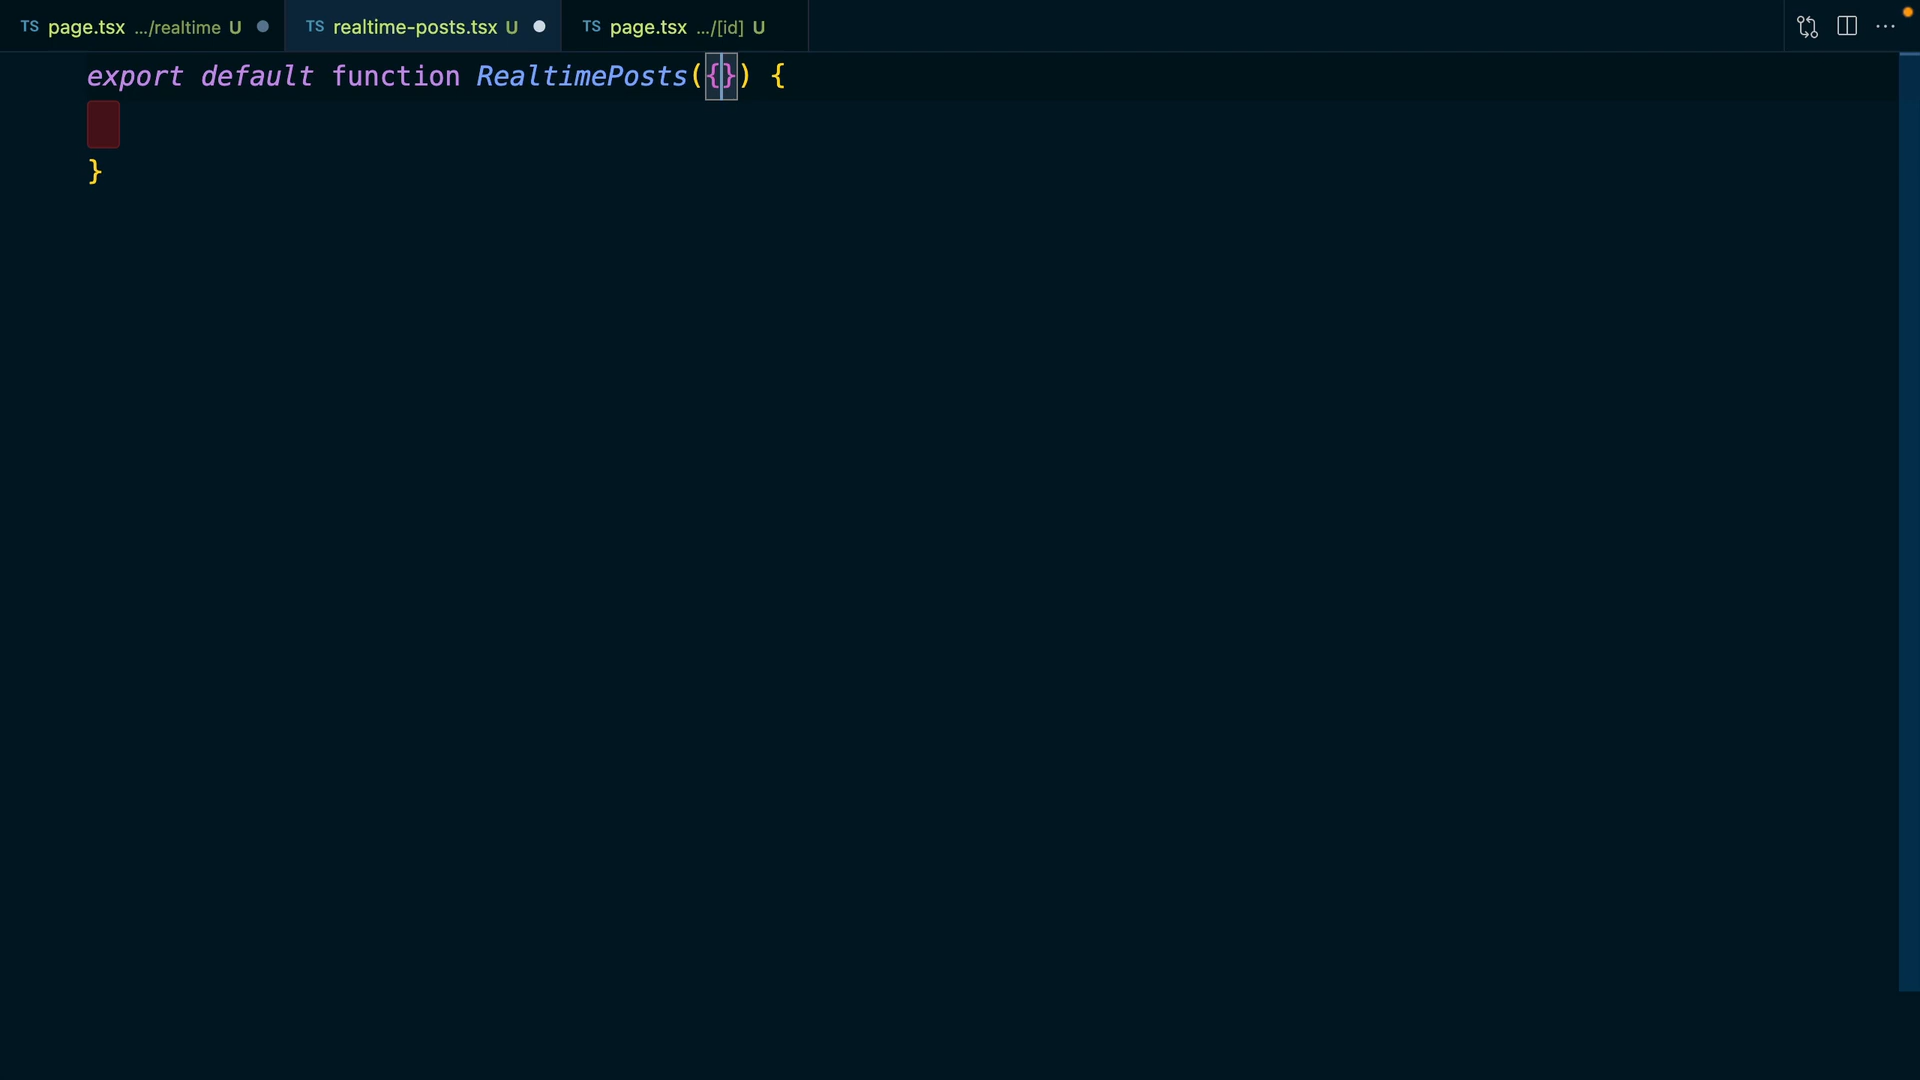 TS page.tsx .../realtime U TS realtime-posts.tsx U TS page.tsx .../[id] U
export default function RealtimePosts({}) {
}